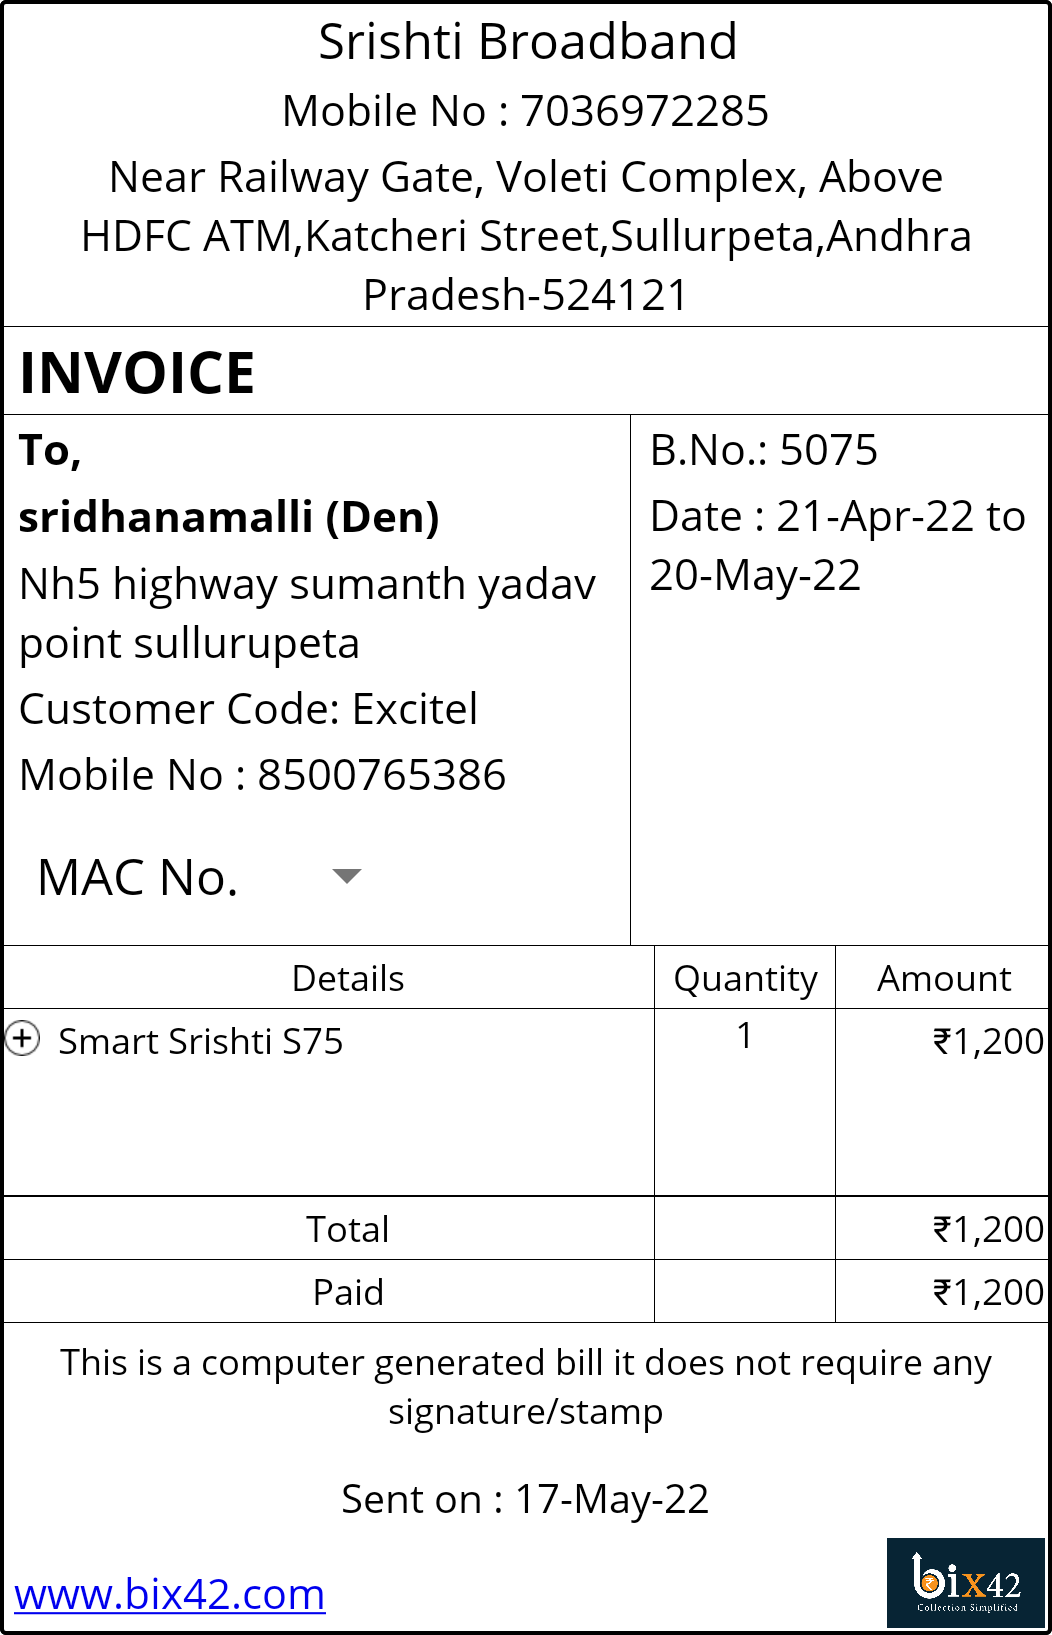 Srishti Broadband
Mobile No : 7036972285
Near Railway Gate, Voleti Complex, Above
HDFC ATM,Katcheri Street,Sullurpeta,Andhra
Pradesh-524121
INVOICE
To,
sridhanamalli (Den)
Nh5 highway sumanth yadav
point sullurupeta
Customer Code: Excitel
Mobile No : 8500765386
MAC No.
B.No.: 5075
Date : 21-Apr-22 to
20-May-22
Details Quantity Amount
Smart Srishti S75 1 ₹1,200
Total ₹1,200
Paid ₹1,200
This is a computer generated bill it does not require any
signature/stamp
Sent on : 17-May-22
www.bix42.com
bix42
Collection Simplified